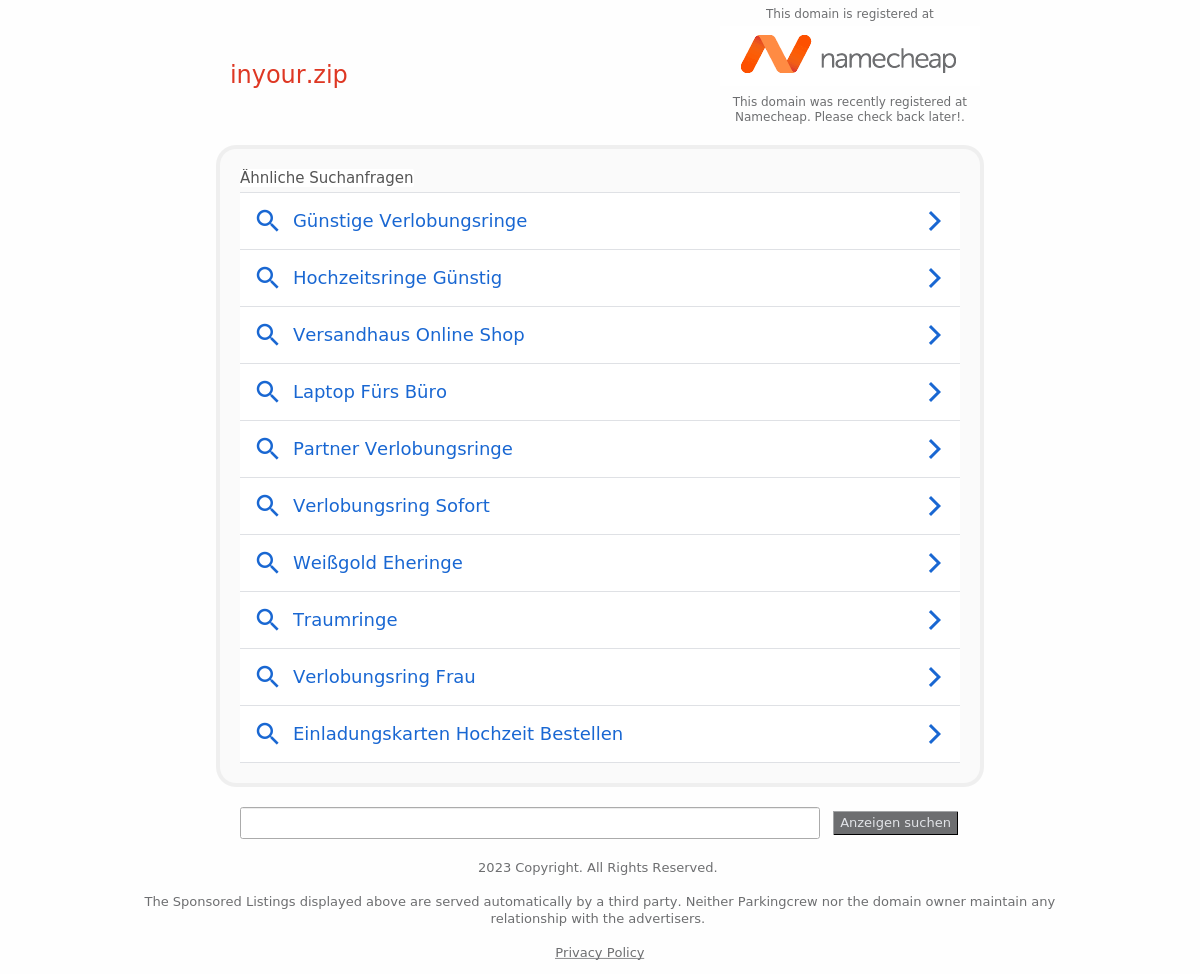 This domain is registered at
namecheap
inyour.zip
This domain was recently registered at
Namecheap. Please check back later!.
Ähnliche Suchanfragen
Günstige Verlobungsringe
Hochzeitsringe Günstig
Versandhaus Online Shop
Laptop Fürs Büro
Partner Verlobungsringe
Verlobungsring Sofort
Weißgold Eheringe
Traumringe
Verlobungsring Frau
Einladungskarten Hochzeit Bestellen
Anzeigen suchen
2023 Copyright. All Rights Reserved.
The Sponsored Listings displayed above are served automatically by a third party. Neither Parkingcrew nor the domain owner maintain any
relationship with the advertisers.
Privacy Policy